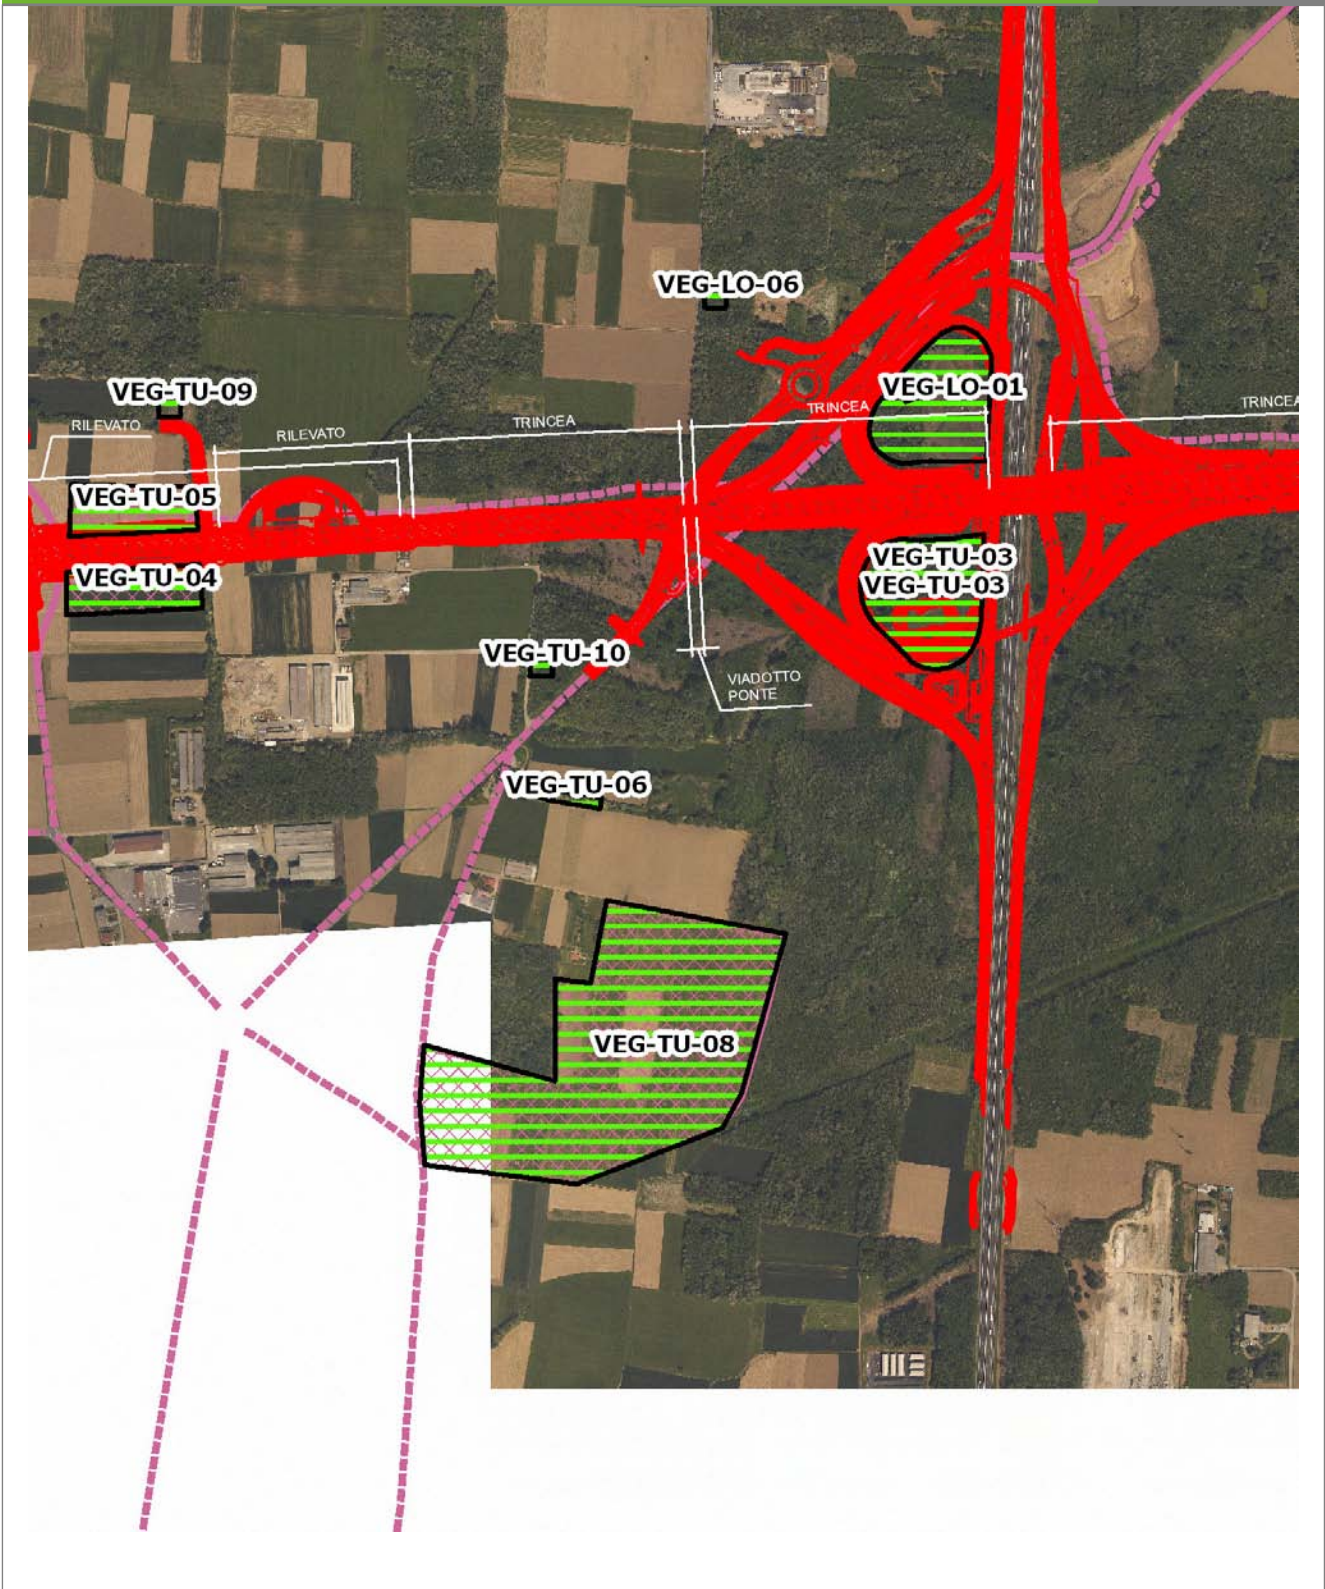 VEG-LO-06
VEG-TU-09
VEG-LO-01
TRINCEA
TRINCEA
TRINCEA
RILEVATO
RILEVATO
VEG-TU-05
VEG-TU-03
VEG-TU-04
VEG-TU-03
VEG-TU-10
VIADOTTO
PONTE
VEG-TU-06
VEG-TU-08